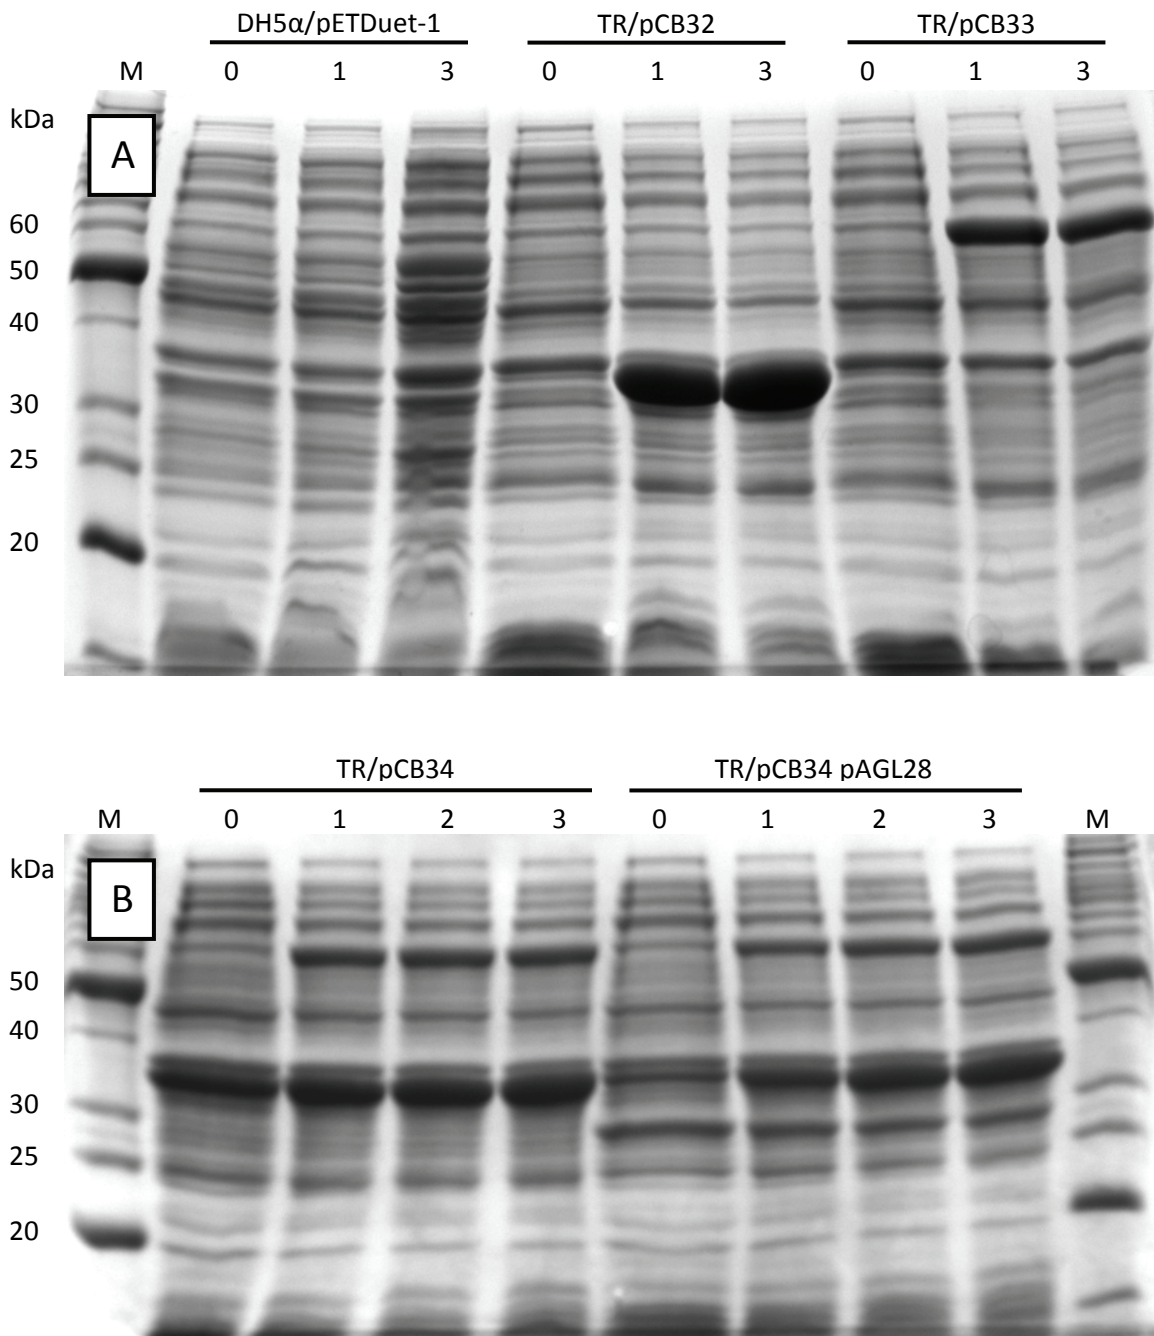 DH5α/pETDuet-1 TR/pCB32 TR/pCB33
M 0 1 3 0 1 3 0 1 3
kDa
A
60
50
40
30
25
20
TR/pCB34 TR/pCB34 pAGL28
M 0 1 2 3 0 1 2 3 M
kDa
B
50
40
30
25
20